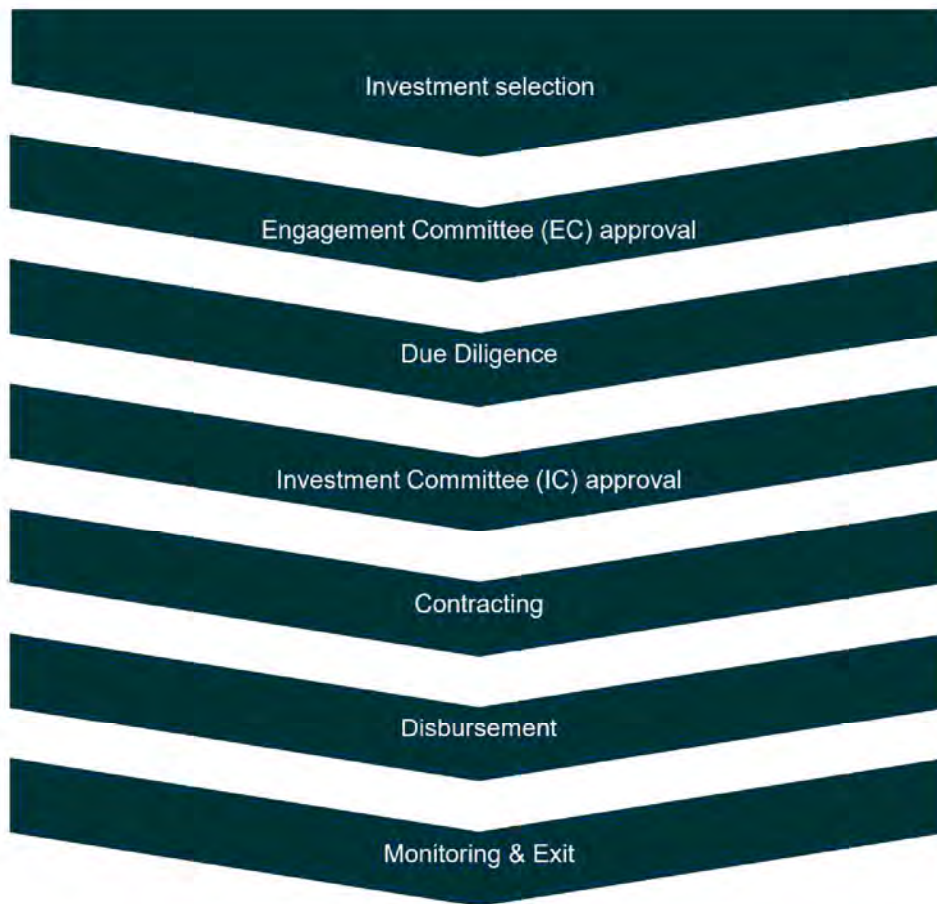 Investment selection
Engagement Committee (EC) approval
Due Diligence
Investment Committee (IC) approval
Contracting
Disbursement
Monitoring & Exit